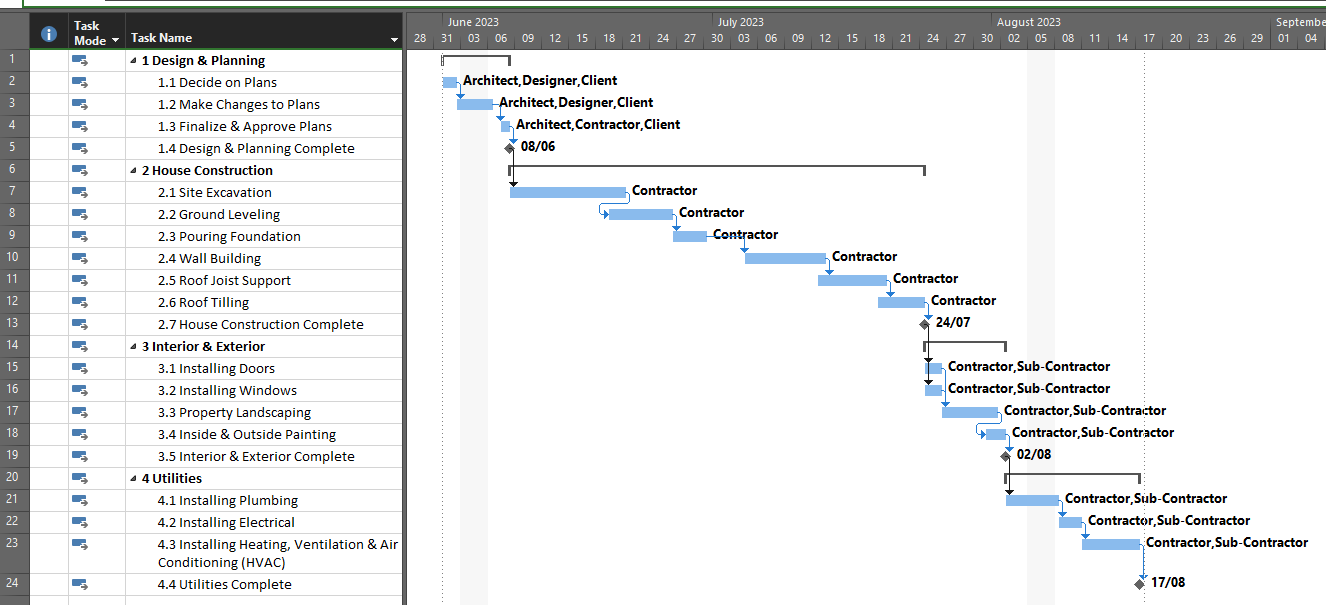 June 2023 July 2023 August 2023 Septembe
Task Mode Task Name 28 31 03 06 09 12 15 18 21 24 27 30 03 06 09 12 15 18 21 24 27 30 02 05 08 11 14 17 20 23 26 29 01 04
1 1 Design & Planning
2 1.1 Decide on Plans Architect,Designer,Client
3 1.2 Make Changes to Plans Architect,Designer,Client
4 1.3 Finalize & Approve Plans Architect,Contractor,Client
5 1.4 Design & Planning Complete 08/06
6 2 House Construction
7 2.1 Site Excavation Contractor
8 2.2 Ground Leveling Contractor
9 2.3 Pouring Foundation Contractor
10 2.4 Wall Building Contractor
11 2.5 Roof Joist Support Contractor
12 2.6 Roof Tilling Contractor
13 2.7 House Construction Complete 24/07
14 3 Interior & Exterior
15 3.1 Installing Doors Contractor,Sub-Contractor
16 3.2 Installing Windows Contractor,Sub-Contractor
17 3.3 Property Landscaping Contractor,Sub-Contractor
18 3.4 Inside & Outside Painting Contractor,Sub-Contractor
19 3.5 Interior & Exterior Complete 02/08
20 4 Utilities
21 4.1 Installing Plumbing Contractor,Sub-Contractor
22 4.2 Installing Electrical Contractor,Sub-Contractor
23 4.3 Installing Heating, Ventilation & Air Contractor,Sub-Contractor
Conditioning (HVAC)
24 4.4 Utilities Complete 17/08